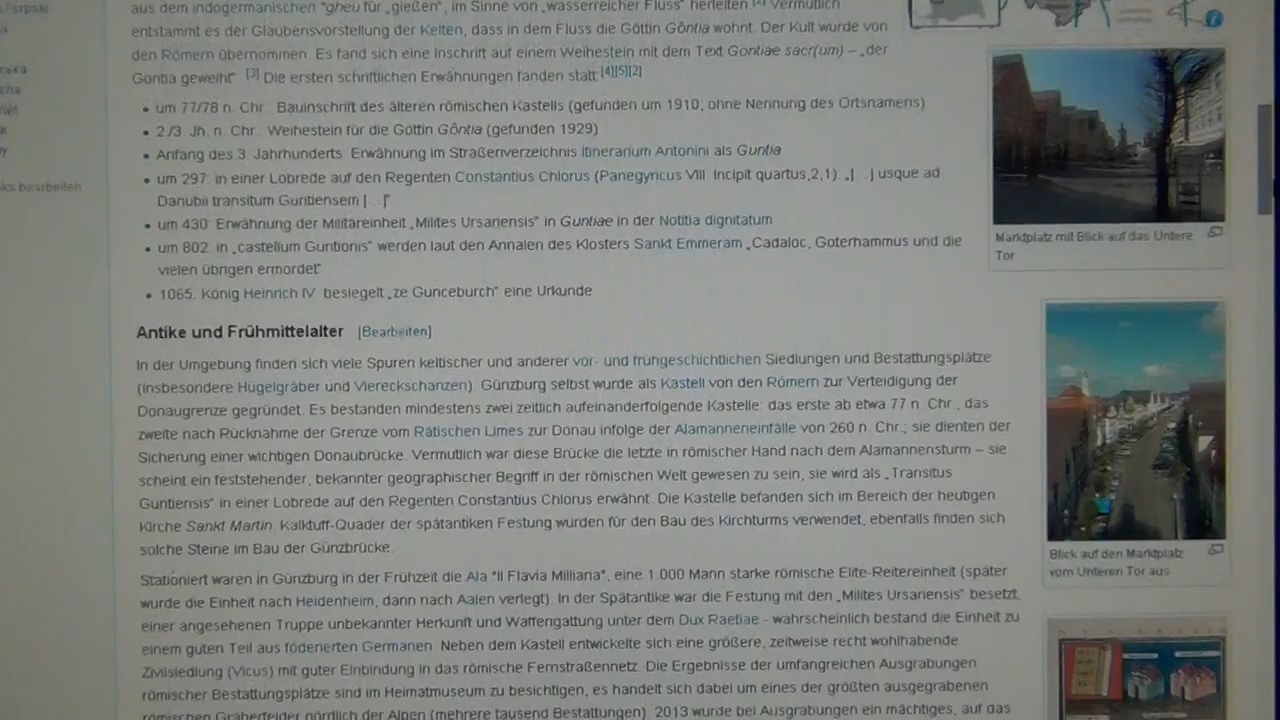 srpski
aus dem indogermanischen *gheu für „gießen“, im Sinne von „wasserreicher Fluss“ herleiten.[2] Vermutlich
entstammt es der Glaubensvorstellung der Kelten, dass in dem Fluss die Göttin Gōntia wohnt. Der Kult wurde von
den Römern übernommen. Es fand sich eine Inschrift auf einem Weihestein mit dem Text Gontiae sacr(um) – „der
Gontia geweiht“ [3] Die ersten schriftlichen Erwähnungen fanden statt:[4][5][2]
• um 77/78 n. Chr. Bauinschrift des älteren römischen Kastells (gefunden um 1910, ohne Nennung des Ortsnamens)
• 2./3. Jh. n. Chr.: Weihestein für die Göttin Gōntia (gefunden 1929)
• Anfang des 3. Jahrhunderts: Erwähnung im Straßenverzeichnis Itinerarium Antonini als Guntia
• um 297: in einer Lobrede auf den Regenten Constantius Chlorus (Panegyricus VIII. Incipit quartus,2,1): „[...] usque ad
Danubii transitum Guntiensem [...]“
• um 430: Erwähnung der Militäreinheit „Milites Ursariensis“ in Guntiae in der Notitia dignitatum
• um 802: in „castellum Guntionis“ werden laut den Annalen des Klosters Sankt Emmeram „Cadaloc, Goterhammus und die
vielen übrigen ermordet“
• 1065: König Heinrich IV. besiegelt „ze Gunceburch“ eine Urkunde
Marktplatz mit Blick auf das Untere
Tor
Antike und Frühmittelalter [Bearbeiten]
In der Umgebung finden sich viele Spuren keltischer und anderer vor- und frühgeschichtlichen Siedlungen und Bestattungsplätze
(insbesondere Hügelgräber und Viereckschanzen). Günzburg selbst wurde als Kastell von den Römern zur Verteidigung der
Donaugrenze gegründet. Es bestanden mindestens zwei zeitlich aufeinanderfolgende Kastelle: das erste ab etwa 77 n. Chr., das
zweite nach Rücknahme der Grenze vom Rätischen Limes zur Donau infolge der Alamanneneinfälle von 260 n. Chr.; sie dienten der
Sicherung einer wichtigen Donaubrücke. Vermutlich war diese Brücke die letzte in römischer Hand nach dem Alamannensturm – sie
scheint ein feststehender, bekannter geographischer Begriff in der römischen Welt gewesen zu sein, sie wird als „Transitus
Guntiensis“ in einer Lobrede auf den Regenten Constantius Chlorus erwähnt. Die Kastelle befanden sich im Bereich der heutigen
Kirche Sankt Martin. Kalktuff-Quader der spätantiken Festung wurden für den Bau des Kirchturms verwendet, ebenfalls finden sich
solche Steine im Bau der Günzbrücke.
Blick auf den Marktplatz
vom Unteren Tor aus
Stationiert waren in Günzburg in der Frühzeit die Ala "II Flavia Milliaria", eine 1.000 Mann starke römische Elite-Reitereinheit (später
wurde die Einheit nach Heidenheim, dann nach Aalen verlegt). In der Spätantike war die Festung mit den „Milites Ursariensis“ besetzt,
einer angesehenen Truppe unbekannter Herkunft und Waffengattung unter dem Dux Raetiae - wahrscheinlich bestand die Einheit zu
einem guten Teil aus föderierten Germanen. Neben dem Kastell entwickelte sich eine größere, zeitweise recht wohlhabende
Zivilsiedlung (Vicus) mit guter Einbindung in das römische Fernstraßennetz. Die Ergebnisse der umfangreichen Ausgrabungen
römischer Bestattungsplätze sind im Heimatmuseum zu besichtigen, es handelt sich dabei um eines der größten ausgegrabenen
römischen Gräberfelder nördlich der Alpen (mehrere tausend Bestattungen). 2013 wurde bei Ausgrabungen ein mächtiges, auf das
ks bearbeiten